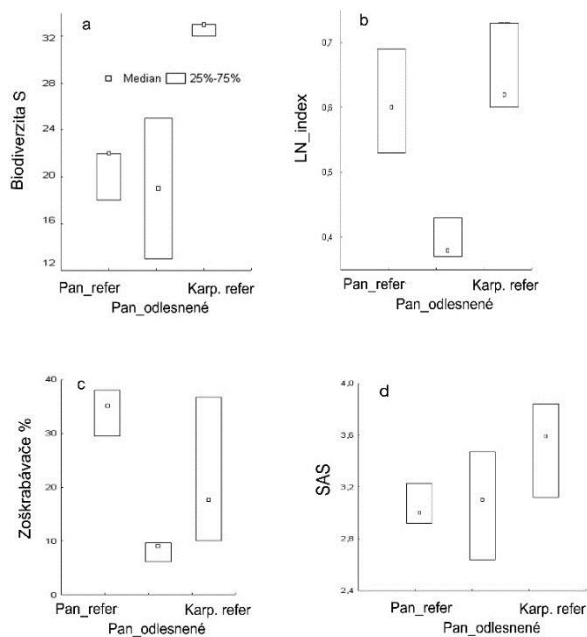 a
Biodiverzita S
32
28
24
22
16
12
Median 25%-75%
Pan_refer Karp. refer
Pan_odlesnené
b
LN_index
0,7
0,6
0,6
0,4
Pan_refer Karp. refer
Pan_odlesnené
c
Zoškrabávače %
40
30
20
10
0
Pan_refer Karp. refer
Pan_odlesnené
d
SAS
4,0
3,6
3,2
2,8
2,4
Pan_refer Karp. refer
Pan_odlesnené